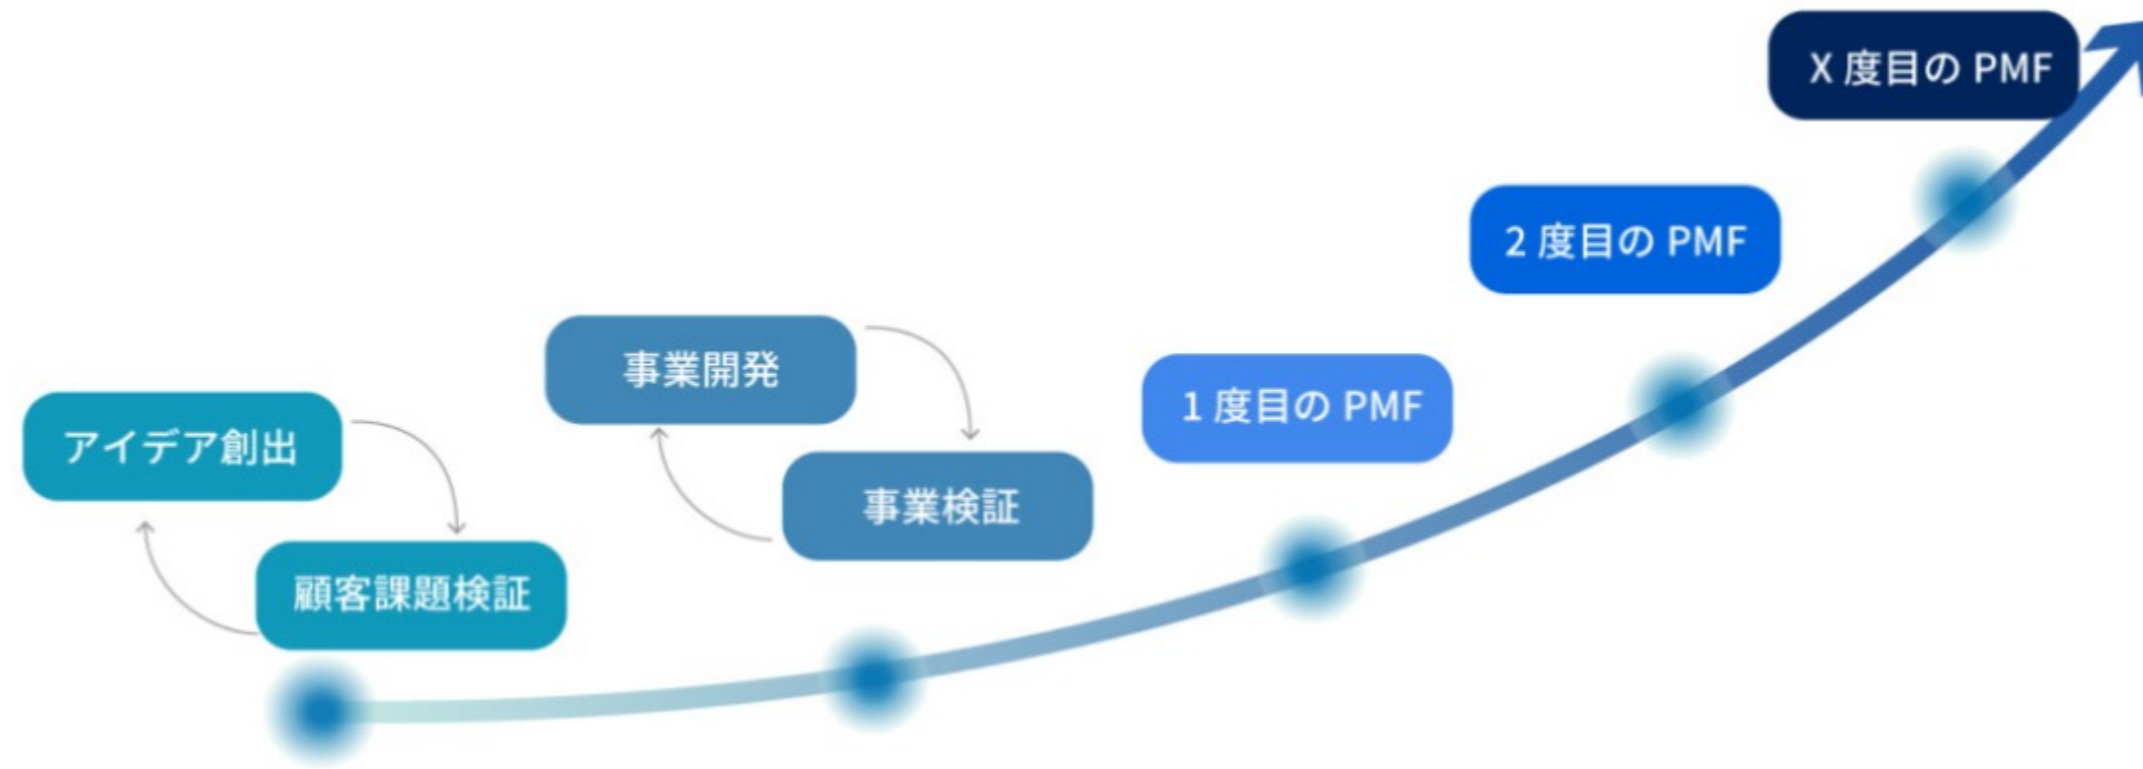 アイデア創出
顧客課題検証
事業開発
事業検証
1 度目の PMF
2 度目の PMF
X 度目の PMF